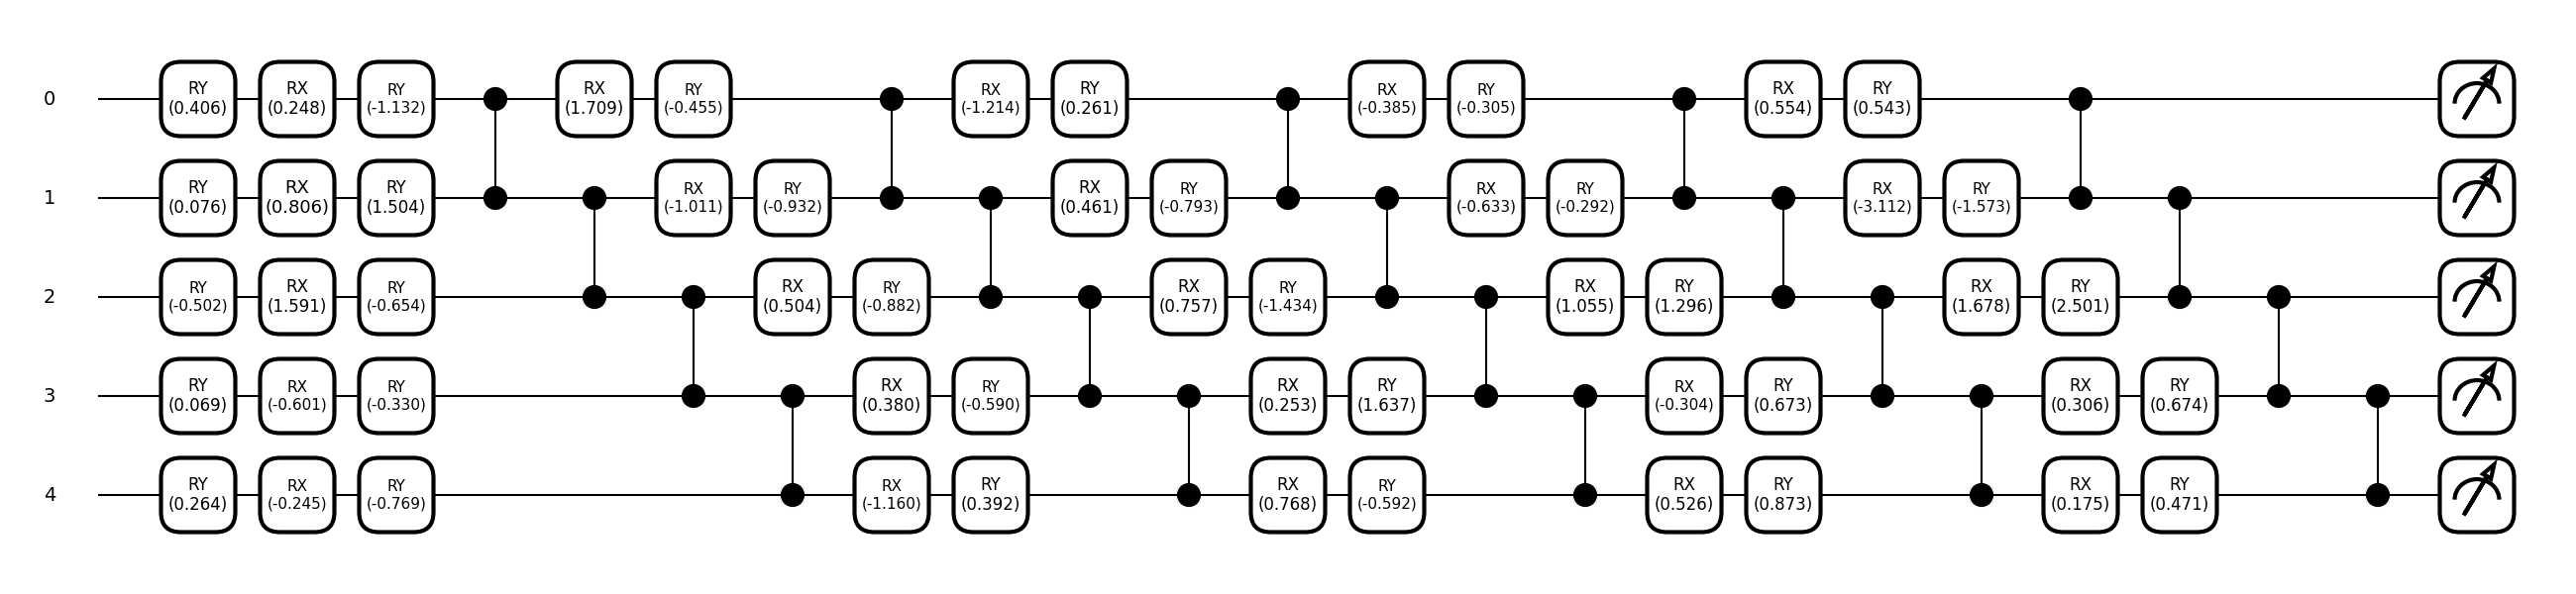 0 RY (0.406) RX (0.248) RY (-1.132) RX (1.709) RY (-0.455) RX (-1.214) RY (0.261) RX (-0.385) RY (-0.305) RX (0.554) RY (0.543)
1 RY (0.076) RX (0.806) RY (1.504) RX (-1.011) RY (-0.932) RX (0.461) RY (-0.793) RX (-0.633) RY (-0.292) RX (-3.112) RY (-1.573)
2 RY (-0.502) RX (1.591) RY (-0.654) RX (0.504) RY (-0.882) RX (0.757) RY (-1.434) RX (1.055) RY (1.296) RX (1.678) RY (2.501)
3 RY (0.069) RX (-0.601) RY (-0.330) RX (0.380) RY (-0.590) RX (0.253) RY (1.637) RX (-0.304) RY (0.673) RX (0.306) RY (0.674)
4 RY (0.264) RX (-0.245) RY (-0.769) RX (-1.160) RY (0.392) RX (0.768) RY (-0.592) RX (0.526) RY (0.873) RX (0.175) RY (0.471)